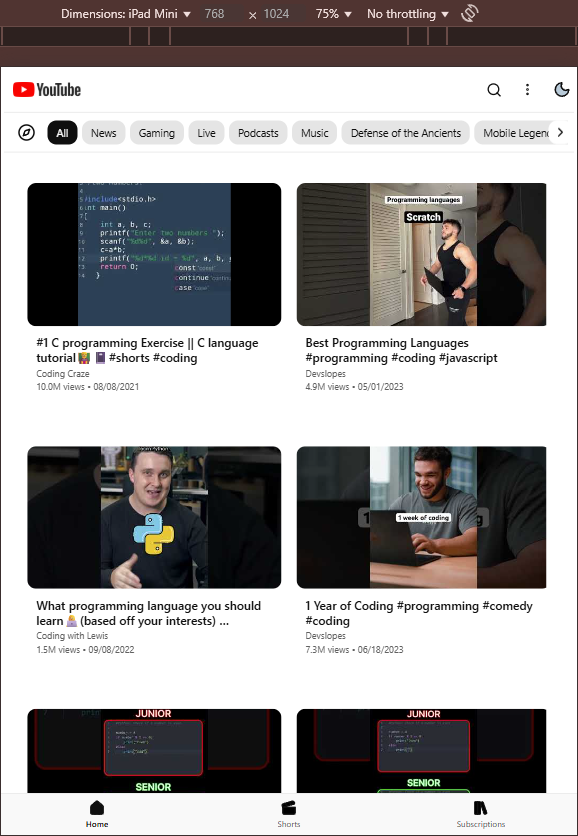 Dimensions: iPad Mini ▼ 768 × 1024 75% ▼ No throttling ▼
YouTube
All News Gaming Live Podcasts Music Defense of the Ancients Mobile Legend
#include<stdio.h>
int main()
{
int a, b, c;
printf("Enter two numbers ");
scanf("%d%d", &a, &b);
c=a*b;
printf("%d*%d id = %d", a, b,
return 0;
}
const
continue
case
Programming languages
Scratch
#1 C programming Exercise || C language
tutorial #shorts #coding
Coding Craze
10.0M views • 08/08/2021
Best Programming Languages
#programming #coding #javascript
Devslopes
4.9M views • 05/01/2023
1 week of coding
What programming language you should
learn (based off your interests) ...
Coding with Lewis
1.5M views • 09/08/2022
1 Year of Coding #programming #comedy
#coding
Devslopes
7.3M views • 06/18/2023
JUNIOR
SENIOR
JUNIOR
SENIOR
Home Shorts Subscriptions